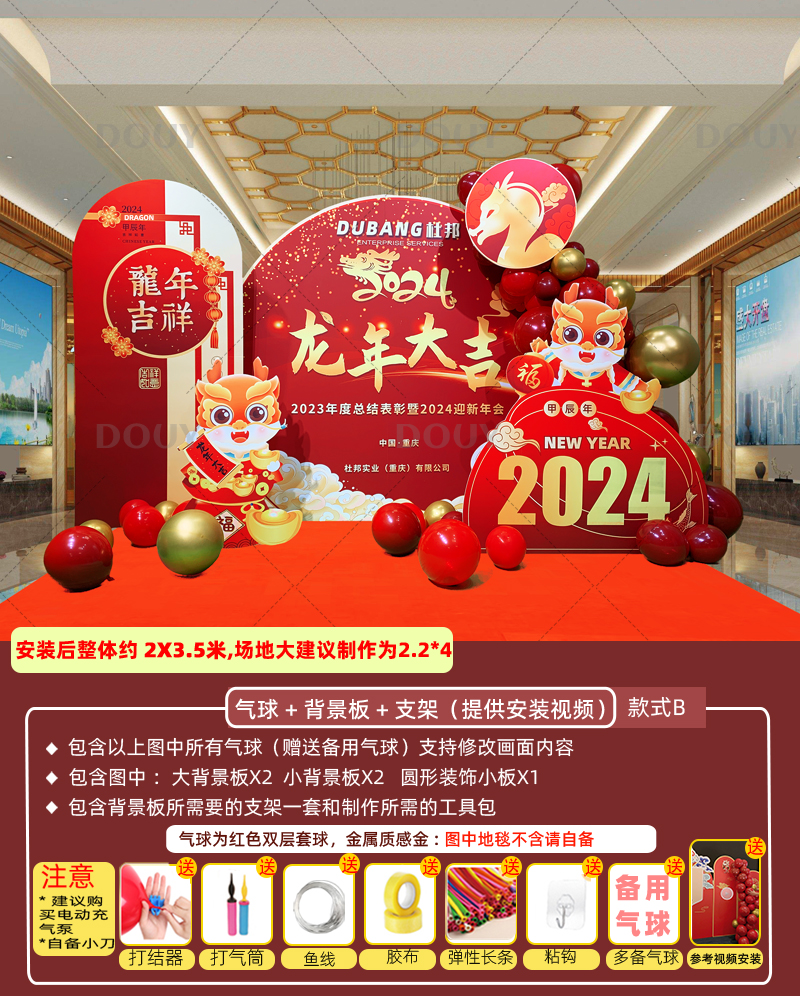 DOUY
DOUY
2024
DRAGON
甲辰年
龍年
吉祥
DUBANG杜邦
ENTERPRISE SERVICES
2024
龙年大吉
2023年度总结表彰暨2024迎新年会
中国·重庆
杜邦实业（重庆）有限公司
龙年大吉
福
福
甲辰年
NEW YEAR
2024
DOUY
DOUY
DOUY
安装后整体约 2X3.5米,场地大建议制作为2.2*4
气球+背景板+支架（提供安装视频）
款式B
◆ 包含以上图中所有气球（赠送备用气球）支持修改画面内容
◆ 包含图中：大背景板X2 小背景板X2 圆形装饰小板X1
◆ 包含背景板所需要的支架一套和制作所需的工具包
气球为红色双层套球，金属质感金:图中地毯不含请自备
注意
* 建议购
买电动充
气泵
*自备小刀
送
打结器
送
打气筒
送
鱼线
送
胶布
送
弹性长条
送
粘钩
送
备用
气球
多备气球
送
参考视频安装